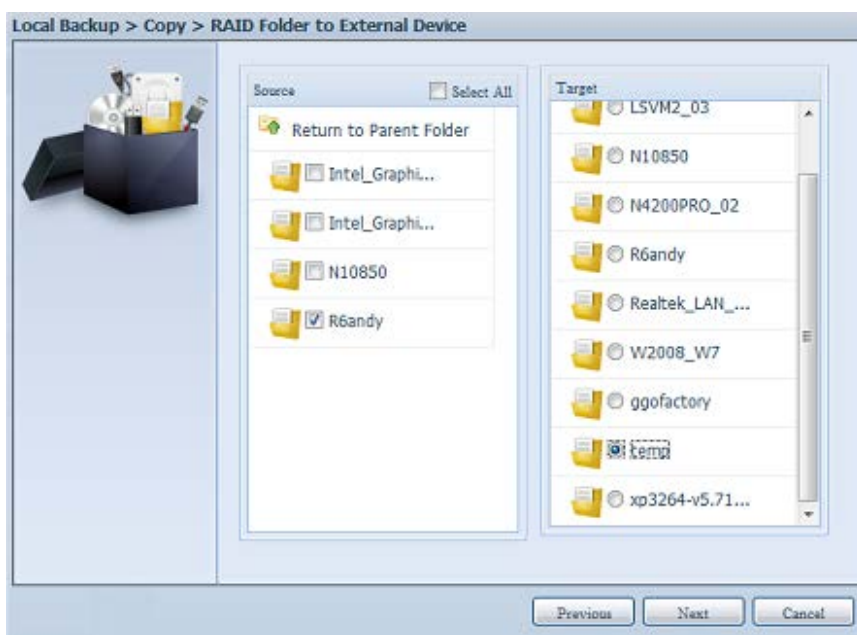 Local Backup > Copy > RAID Folder to External Device
Source
Select All
Return to Parent Folder
Intel_Graphi...
Intel_Graphi...
N10850
R6andy
Target
LSVM2_03
N10850
N4200PRO_02
R6andy
Realtek_LAN_...
W2008_W7
ggofactory
temp
xp3264-v5.71...
Previous
Next
Cancel